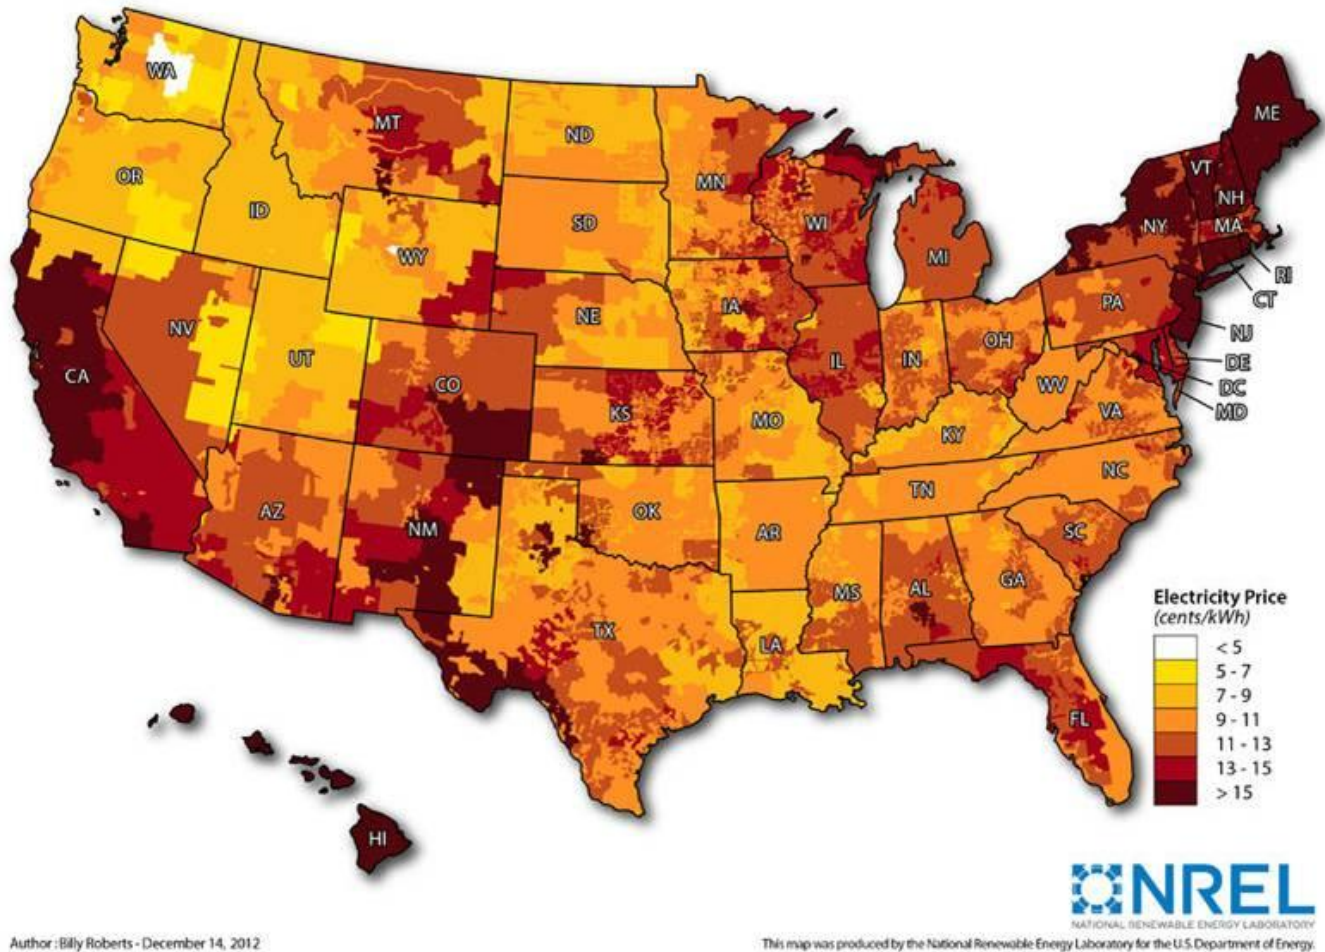 WA
MT
ND
MN
ME
VT
NH
OR
ID
SD
WI
NY
MA
WY
MI
RI
CT
IA
PA
NE
NV
NJ
UT
OH
IL
IN
DE
CA
CO
DC
WV
MD
KS
VA
MO
KY
NC
TN
AZ
OK
NM
AR
SC
MS
AL
GA
TX
LA
FL
HI
Electricity Price
(cents/kWh)
< 5
5 - 7
7 - 9
9 - 11
11 - 13
13 - 15
> 15
NREL
NATIONAL RENEWABLE ENERGY LABORATORY
Author : Billy Roberts - December 14, 2012
This map was produced by the National Renewable Energy Laboratory for the U.S. Department of Energy.